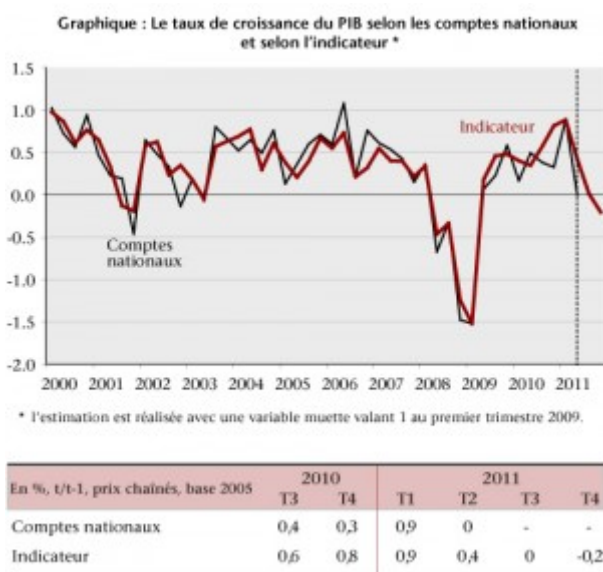 Graphique : Le taux de croissance du PIB selon les comptes nationaux
et selon l'indicateur *
1.5
1.0
0.5
0.0
-0.5
-1.0
-1.5
-2.0
Indicateur
Comptes
nationaux
2000 2001 2002 2003 2004 2005 2006 2007 2008 2009 2010 2011
* l'estimation est réalisée avec une variable muette valant 1 au premier trimestre 2009.
En %, t/t-1, prix chaînés, base 2005 2010 2011
T3 T4 T1 T2 T3 T4
Comptes nationaux 0,4 0,3 0,9 0 - -
Indicateur 0,6 0,8 0,9 0,4 0 -0,2